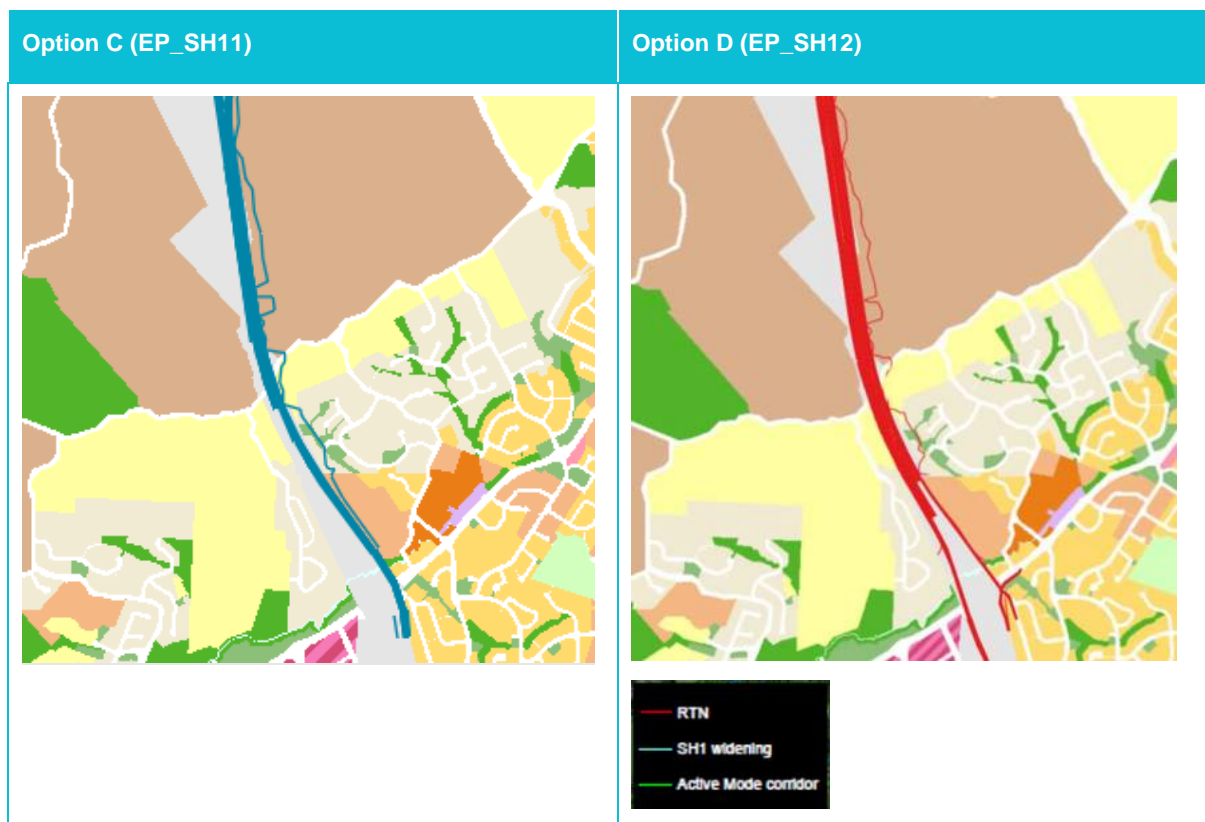 Option C (EP_SH11)
Option D (EP_SH12)
RTN
SH1 widening
Active Mode corridor